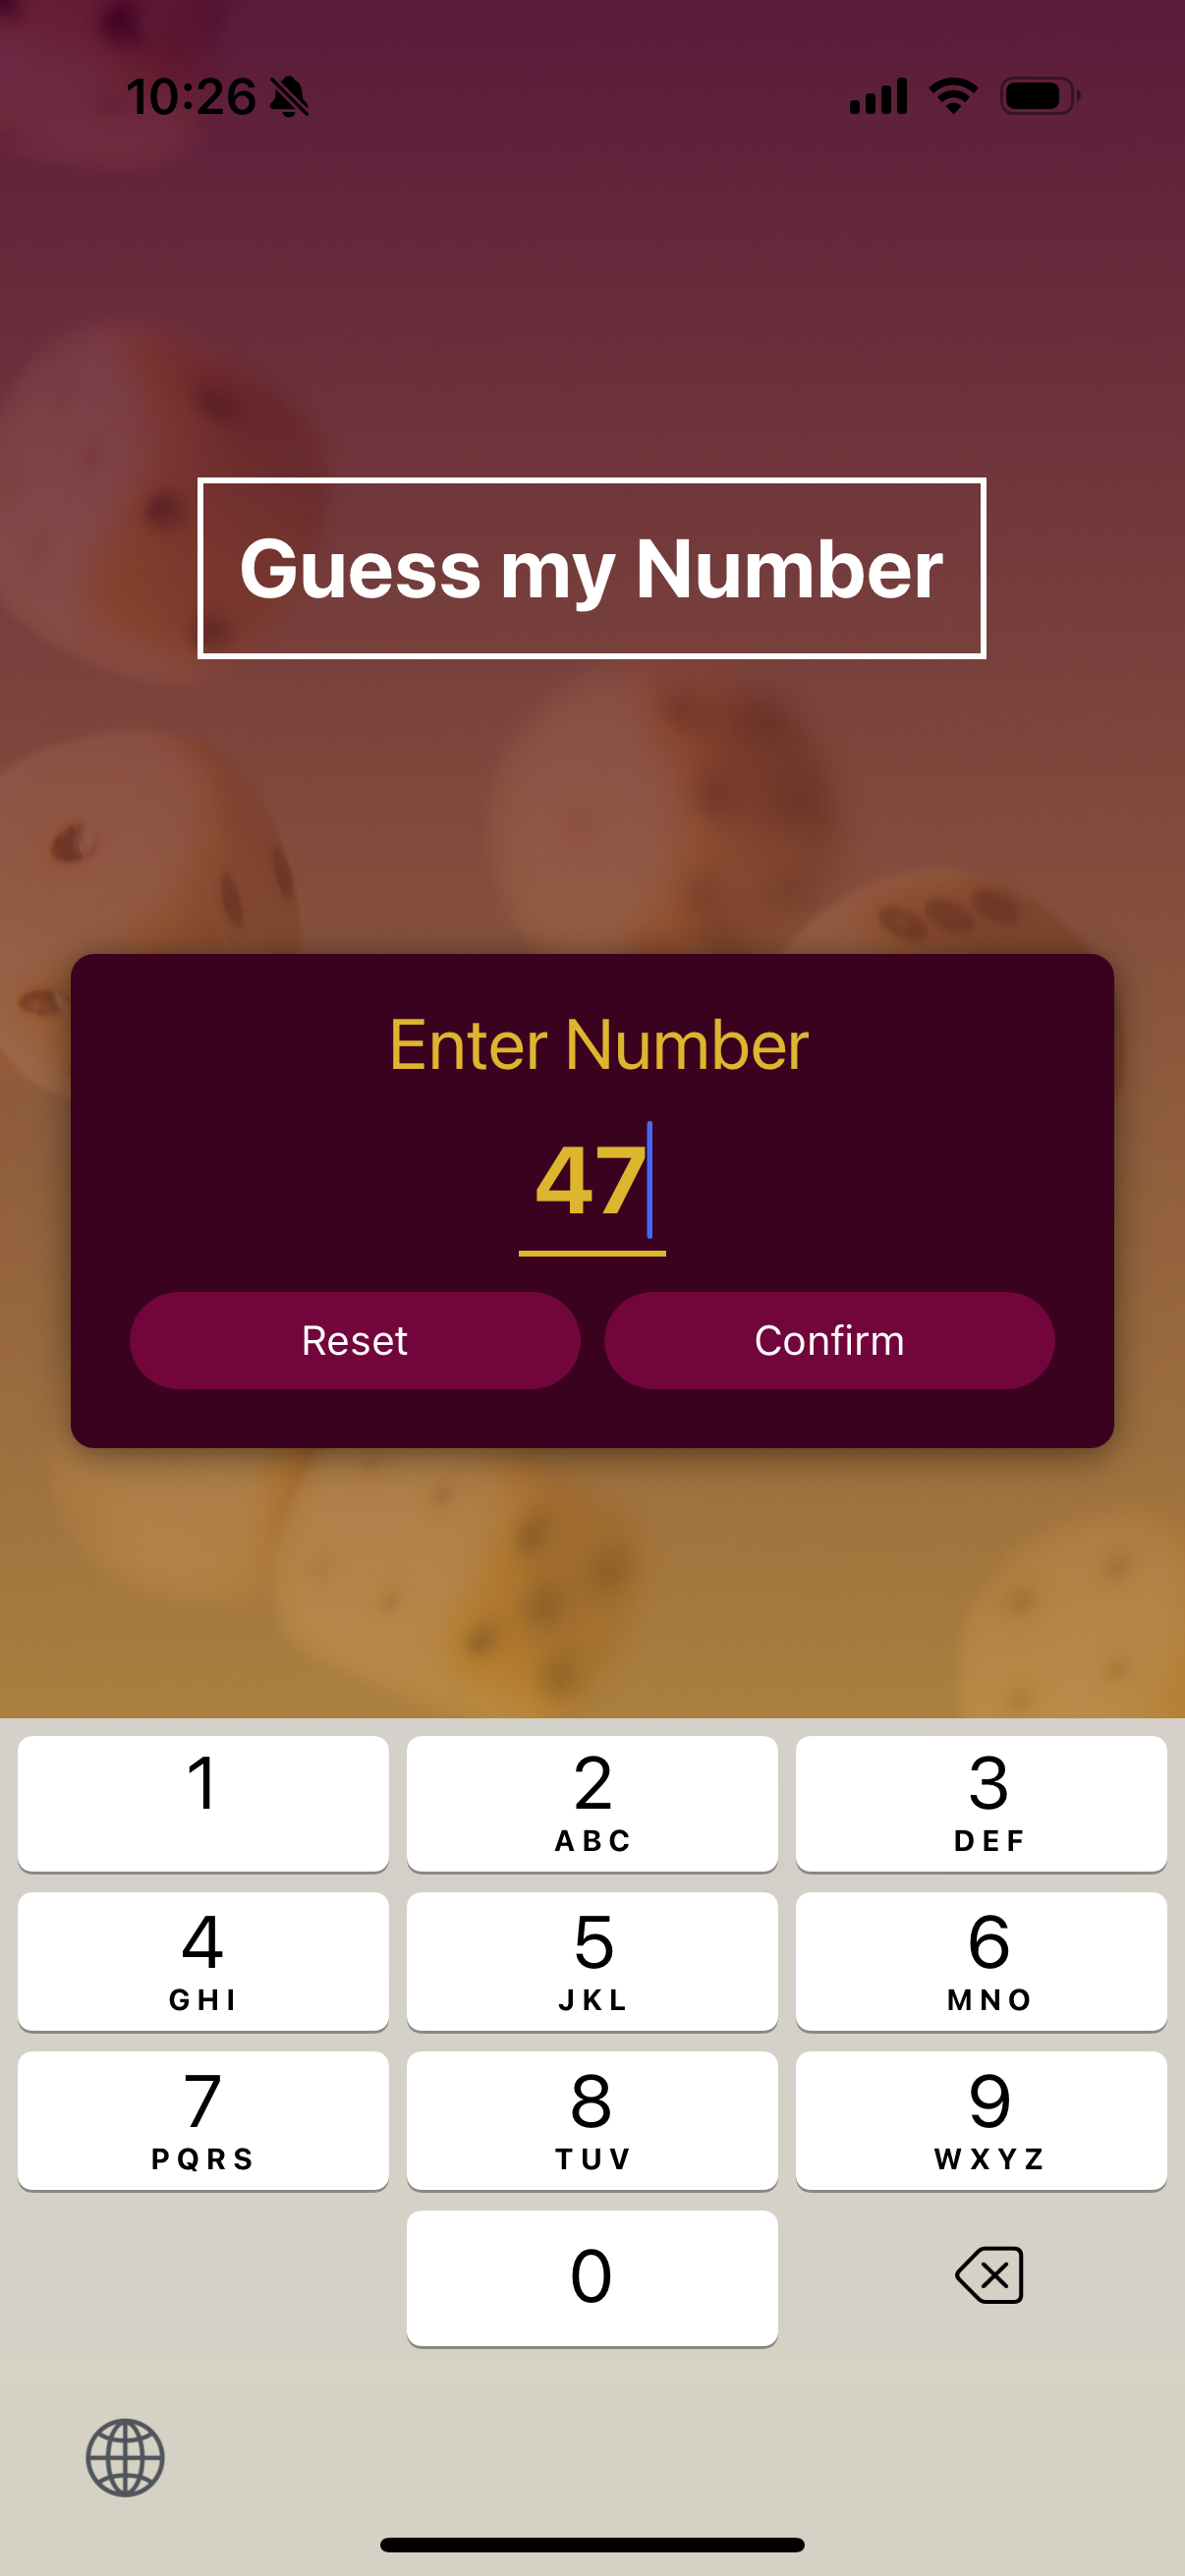 10:26
Guess my Number
Enter Number
47
Reset Confirm
1 2 3
ABC DEF
4 5 6
GHI JKL MNO
7 8 9
PQRS TUV WXYZ
0